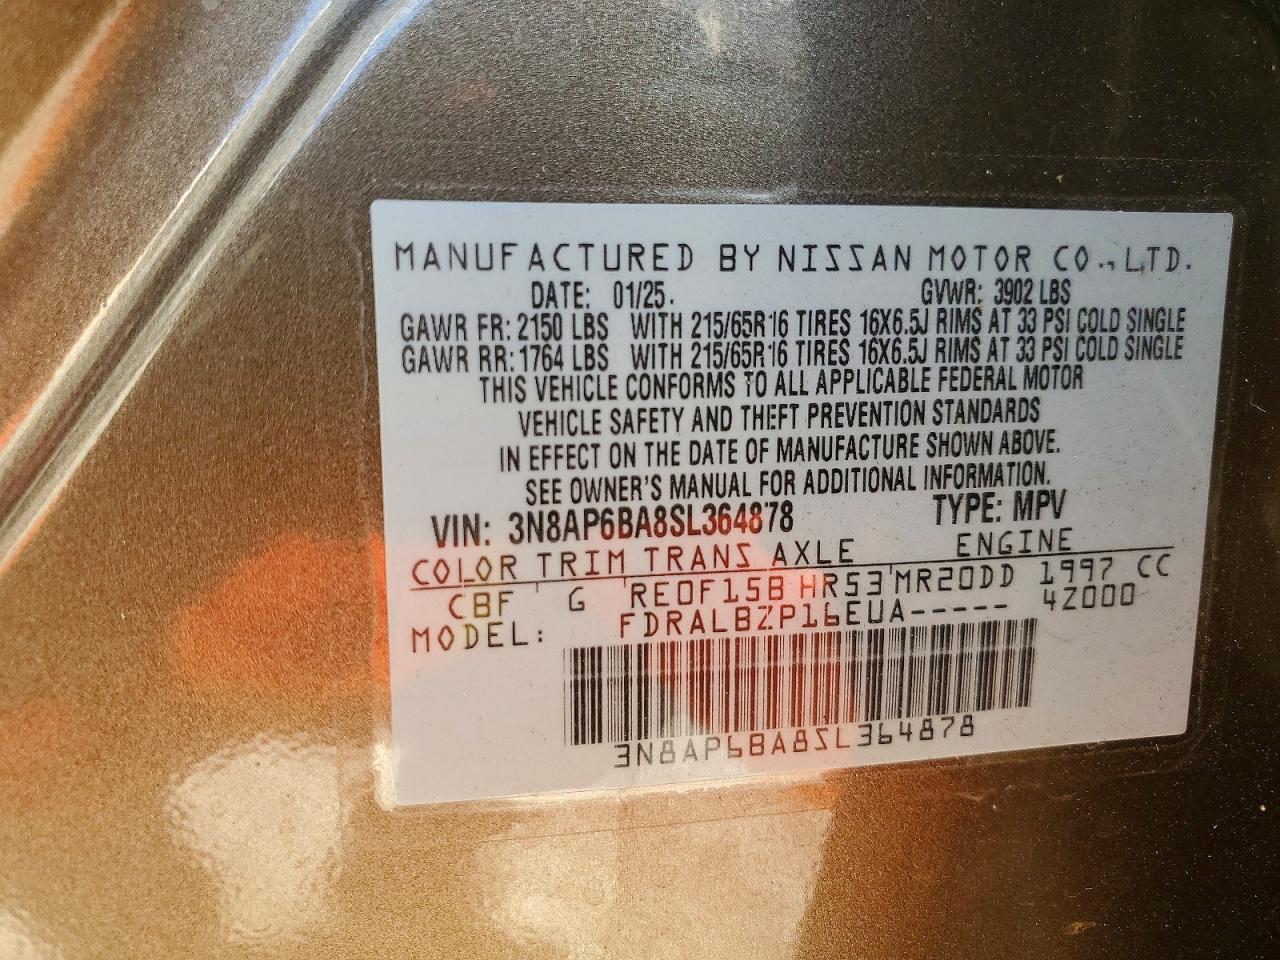 MANUFACTURED BY NISSAN MOTOR CO., LTD.
DATE: 01/25. GVWR: 3902 LBS
GAWR FR: 2150 LBS WITH 215/65R16 TIRES 16X6.5J RIMS AT 33 PSI COLD SINGLE
GAWR RR: 1764 LBS WITH 215/65R16 TIRES 16X6.5J RIMS AT 33 PSI COLD SINGLE
THIS VEHICLE CONFORMS TO ALL APPLICABLE FEDERAL MOTOR
VEHICLE SAFETY AND THEFT PREVENTION STANDARDS
IN EFFECT ON THE DATE OF MANUFACTURE SHOWN ABOVE.
SEE OWNER'S MANUAL FOR ADDITIONAL INFORMATION.
VIN: 3N8AP6BA8SL364878 TYPE: MPV
COLOR TRIM TRANS AXLE ENGINE
CBF G RE0F15B HR53 MR20DD 1997 CC
MODEL: FDRALBZP16EUA----- 42000
3N8AP6BA8SL364878